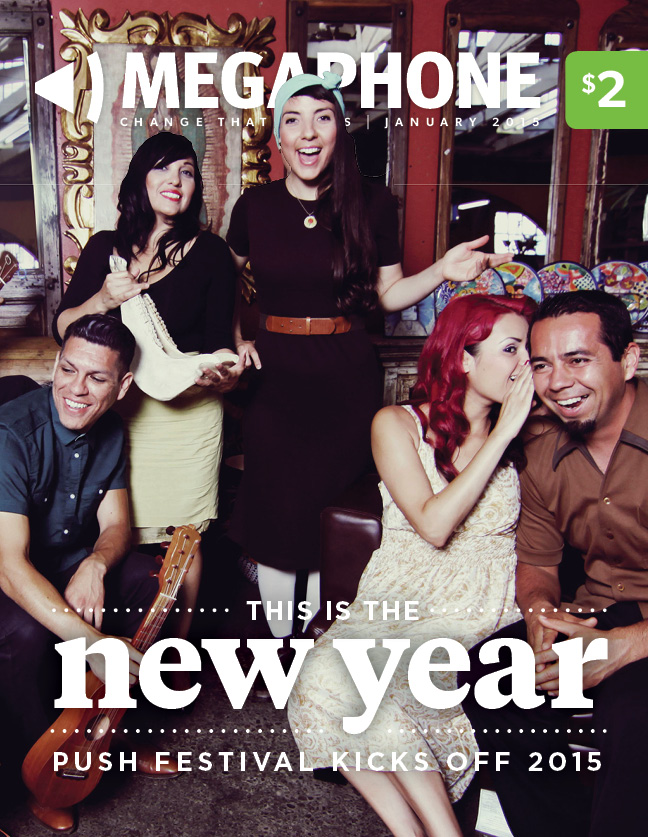 MEGAPHONE
$2
CHANGE THAT S | JANUARY 2015
THIS IS THE
new year
PUSH FESTIVAL KICKS OFF 2015